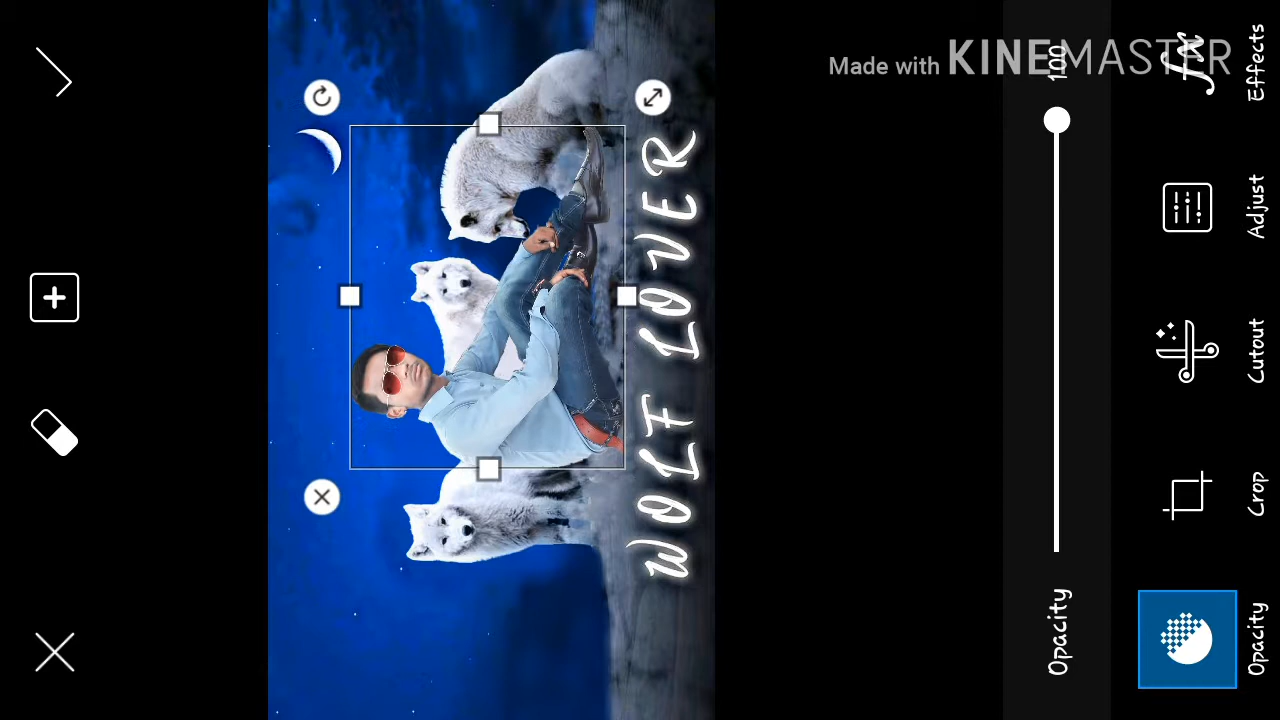 Made with KINEMASTER
WOLF LOVER
100
Opacity
Effects
Adjust
Cutout
Crop
Opacity